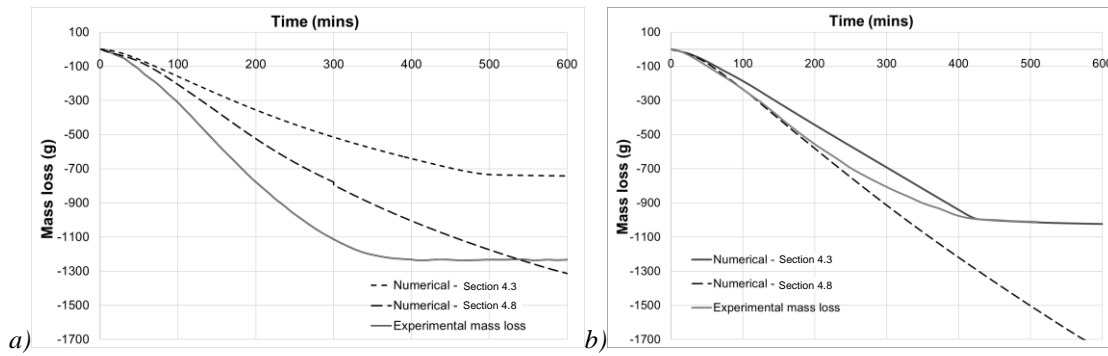 Time (mins)
100
0 100 200 300 400 500 600
-100
-300
-500
-700
-900
-1100
-1300
-1500
-1700
Mass loss (g)
Numerical - Section 4.3
Numerical - Section 4.8
Experimental mass loss
a)
Time (mins)
100
0 100 200 300 400 500 600
-100
-300
-500
-700
-900
-1100
-1300
-1500
-1700
Mass loss (g)
Numerical - Section 4.3
Numerical - Section 4.8
Experimental mass loss
b)